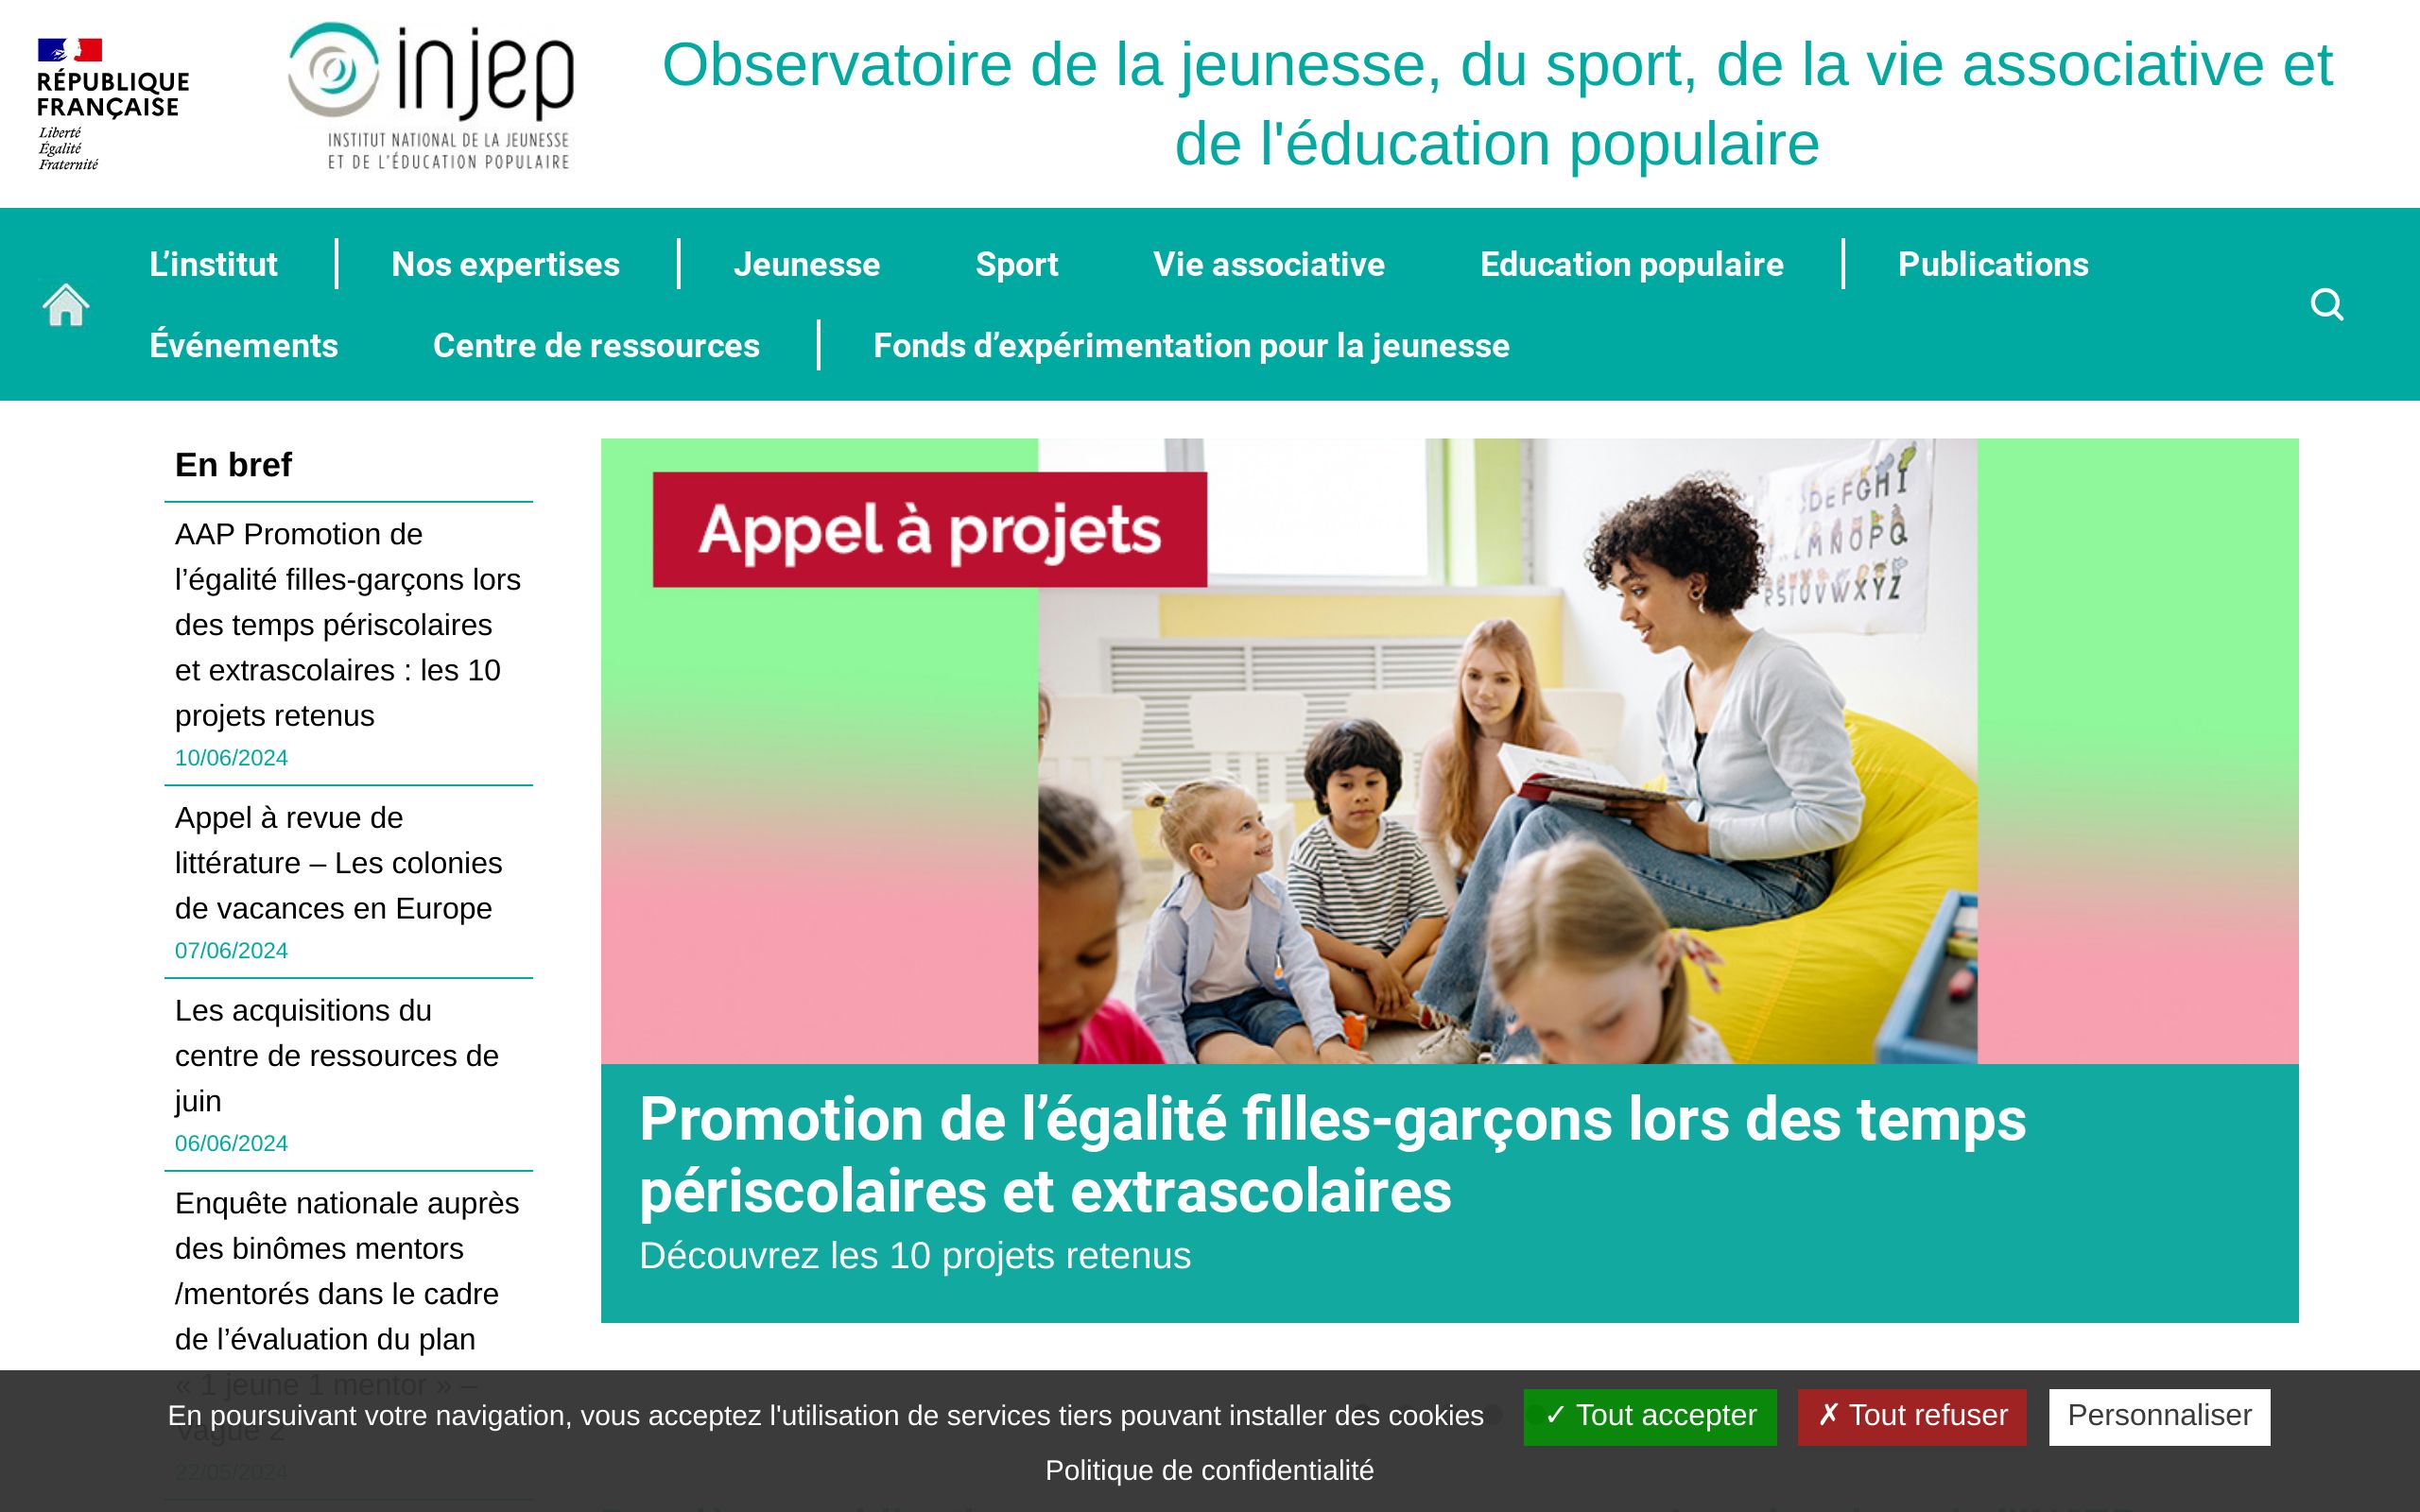 RÉPUBLIQUE
FRANÇAISE
Liberté
Égalité
Fraternité
injep
INSTITUT NATIONAL DE LA JEUNESSE
ET DE L'ÉDUCATION POPULAIRE
Observatoire de la jeunesse, du sport, de la vie associative et
de l'éducation populaire
L’institut
Nos expertises
Jeunesse
Sport
Vie associative
Education populaire
Publications
Événements
Centre de ressources
Fonds d’expérimentation pour la jeunesse
En bref
AAP Promotion de
l’égalité filles-garçons lors
des temps périscolaires
et extrascolaires : les 10
projets retenus
10/06/2024
Appel à revue de
littérature – Les colonies
de vacances en Europe
07/06/2024
Les acquisitions du
centre de ressources de
juin
06/06/2024
Enquête nationale auprès
des binômes mentors
/mentorés dans le cadre
de l’évaluation du plan
« 1 jeune 1 mentor » –
vague 2
22/05/2024
Appel à projets
DEFGHI
LMNOPQ
RSTUVWXYZ
Promotion de l’égalité filles-garçons lors des temps
périscolaires et extrascolaires
Découvrez les 10 projets retenus
En poursuivant votre navigation, vous acceptez l'utilisation de services tiers pouvant installer des cookies
✓ Tout accepter
✗ Tout refuser
Personnaliser
Politique de confidentialité